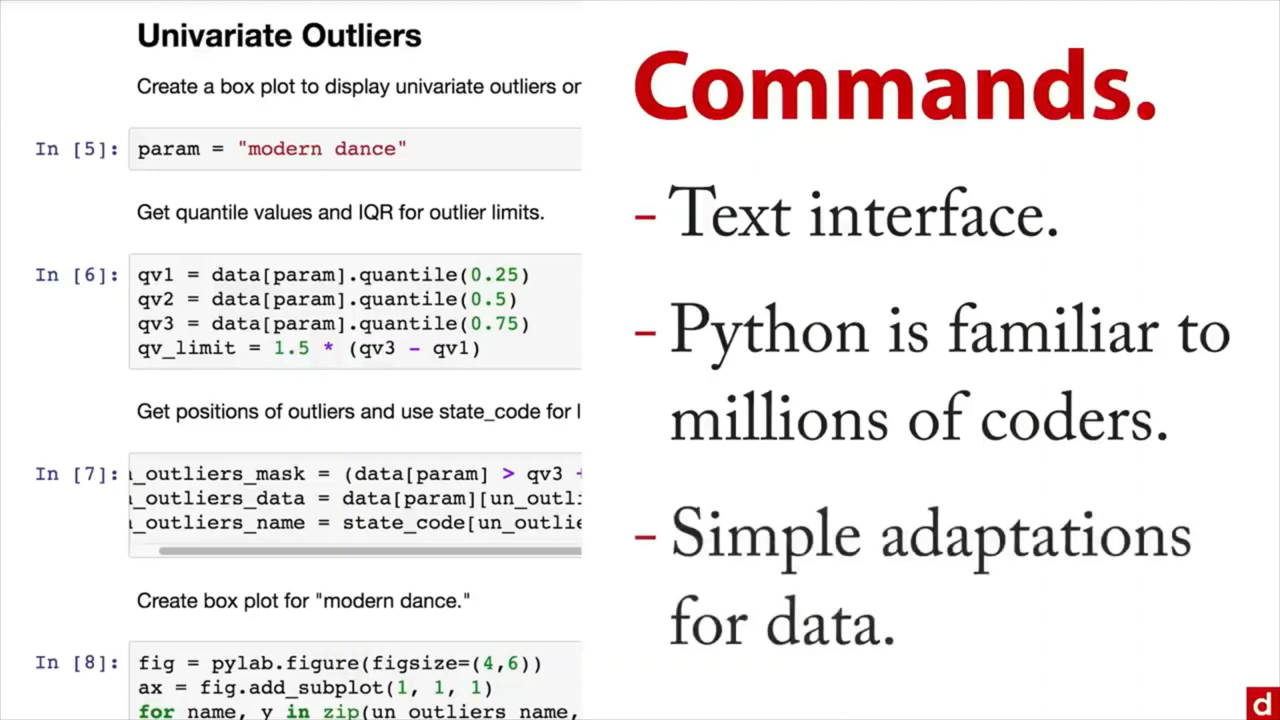 Univariate Outliers
Create a box plot to display univariate outliers or
In [5]: param = "modern dance"
Get quantile values and IQR for outlier limits.
In [6]: qv1 = data[param].quantile(0.25)
qv2 = data[param].quantile(0.5)
qv3 = data[param].quantile(0.75)
qv_limit = 1.5 * (qv3 - qv1)
Get positions of outliers and use state_code for l
In [7]: n_outliers_mask = (data[param] > qv3 +
n_outliers_data = data[param][un_outli
n_outliers_name = state_code[un_outlie
Create box plot for "modern dance."
In [8]: fig = pylab.figure(figsize=(4,6))
ax = fig.add_subplot(1, 1, 1)
for name, y in zip(un_outliers_name,
Commands.
- Text interface.
- Python is familiar to
millions of coders.
- Simple adaptations
for data.
d